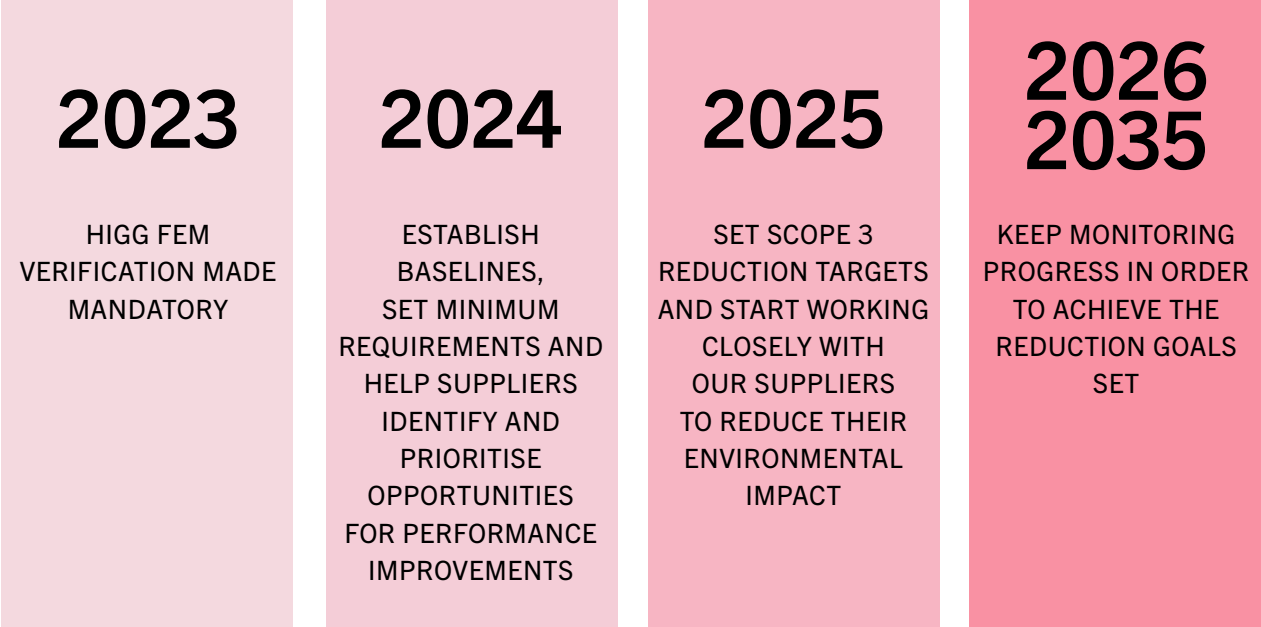 2023
HIGG FEM
VERIFICATION MADE
MANDATORY
2024
ESTABLISH
BASELINES,
SET MINIMUM
REQUIREMENTS AND
HELP SUPPLIERS
IDENTIFY AND
PRIORITISE
OPPORTUNITIES
FOR PERFORMANCE
IMPROVEMENTS
2025
SET SCOPE 3
REDUCTION TARGETS
AND START WORKING
CLOSELY WITH
OUR SUPPLIERS
TO REDUCE THEIR
ENVIRONMENTAL
IMPACT
2026
2035
KEEP MONITORING
PROGRESS IN ORDER
TO ACHIEVE THE
REDUCTION GOALS
SET